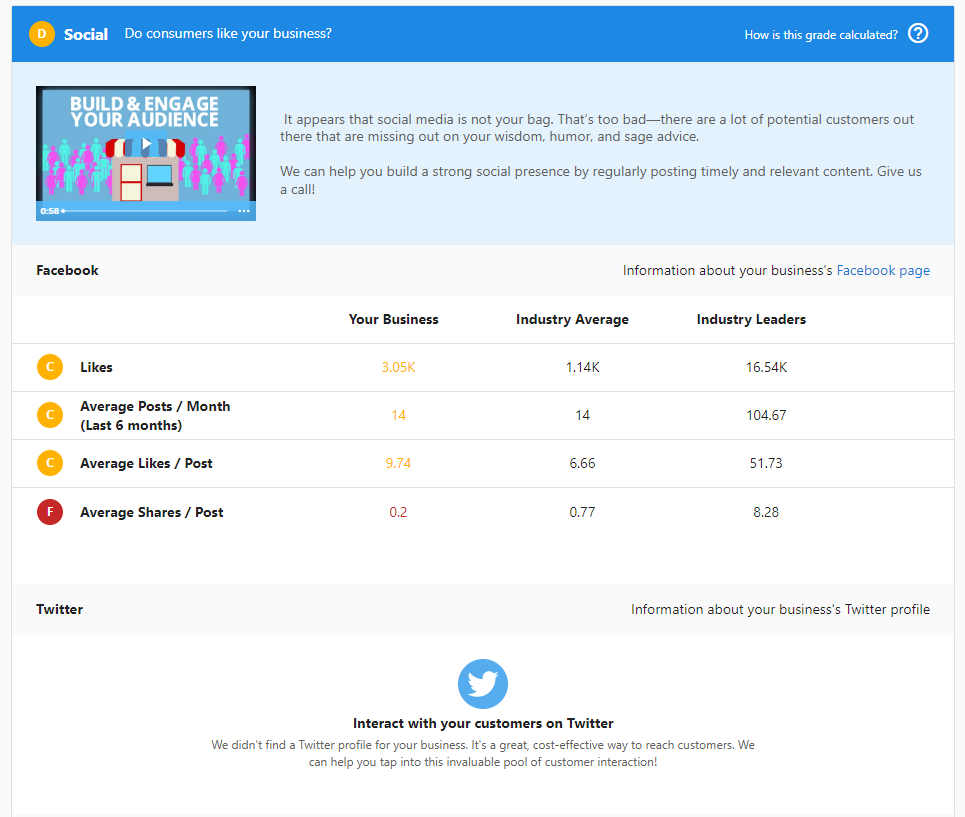 D Social Do consumers like your business? How is this grade calculated? ?
BUILD & ENGAGE
YOUR AUDIENCE
0:58
It appears that social media is not your bag. That's too bad—there are a lot of potential customers out
there that are missing out on your wisdom, humor, and sage advice.
We can help you build a strong social presence by regularly posting timely and relevant content. Give us
a call!
Facebook Information about your business's Facebook page
Your Business Industry Average Industry Leaders
C Likes 3.05K 1.14K 16.54K
C Average Posts / Month
(Last 6 months) 14 14 104.67
C Average Likes / Post 9.74 6.66 51.73
F Average Shares / Post 0.2 0.77 8.28
Twitter Information about your business's Twitter profile
Interact with your customers on Twitter
We didn't find a Twitter profile for your business. It's a great, cost-effective way to reach customers. We
can help you tap into this invaluable pool of customer interaction!